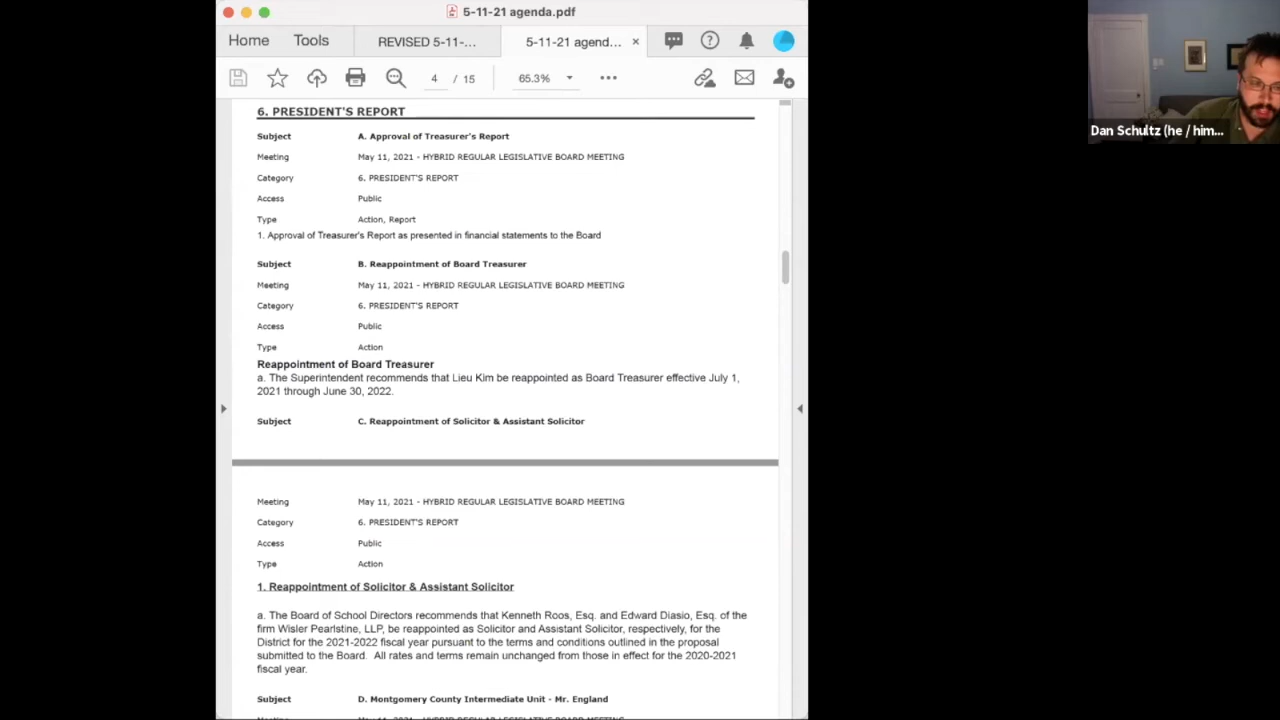 5-11-21 agenda.pdf
Home Tools REVISED 5-11-... 5-11-21 agend... ×
4 / 15 65.3%
6. PRESIDENT'S REPORT
Subject A. Approval of Treasurer's Report
Meeting May 11, 2021 - HYBRID REGULAR LEGISLATIVE BOARD MEETING
Category 6. PRESIDENT'S REPORT
Access Public
Type Action, Report
1. Approval of Treasurer's Report as presented in financial statements to the Board
Subject B. Reappointment of Board Treasurer
Meeting May 11, 2021 - HYBRID REGULAR LEGISLATIVE BOARD MEETING
Category 6. PRESIDENT'S REPORT
Access Public
Type Action
Reappointment of Board Treasurer
a. The Superintendent recommends that Lieu Kim be reappointed as Board Treasurer effective July 1,
2021 through June 30, 2022.
Subject C. Reappointment of Solicitor & Assistant Solicitor
Meeting May 11, 2021 - HYBRID REGULAR LEGISLATIVE BOARD MEETING
Category 6. PRESIDENT'S REPORT
Access Public
Type Action
1. Reappointment of Solicitor & Assistant Solicitor
a. The Board of School Directors recommends that Kenneth Roos, Esq. and Edward Diasio, Esq. of the
firm Wisler Pearlstine, LLP, be reappointed as Solicitor and Assistant Solicitor, respectively, for the
District for the 2021-2022 fiscal year pursuant to the terms and conditions outlined in the proposal
submitted to the Board. All rates and terms remain unchanged from those in effect for the 2020-2021
fiscal year.
Subject D. Montgomery County Intermediate Unit - Mr. England
Dan Schultz (he / him...